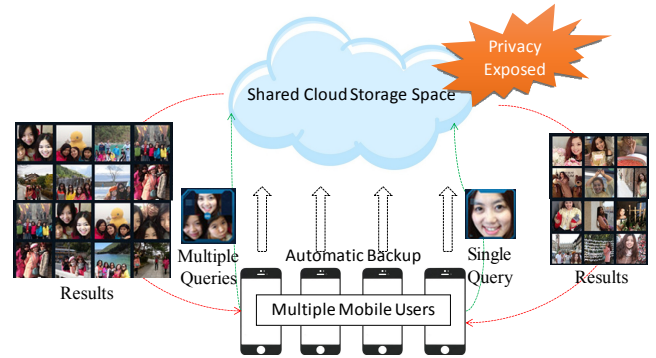 Privacy
Exposed
Shared Cloud Storage Space
Multiple
Queries
Automatic Backup
Single
Query
Results
Results
Multiple Mobile Users